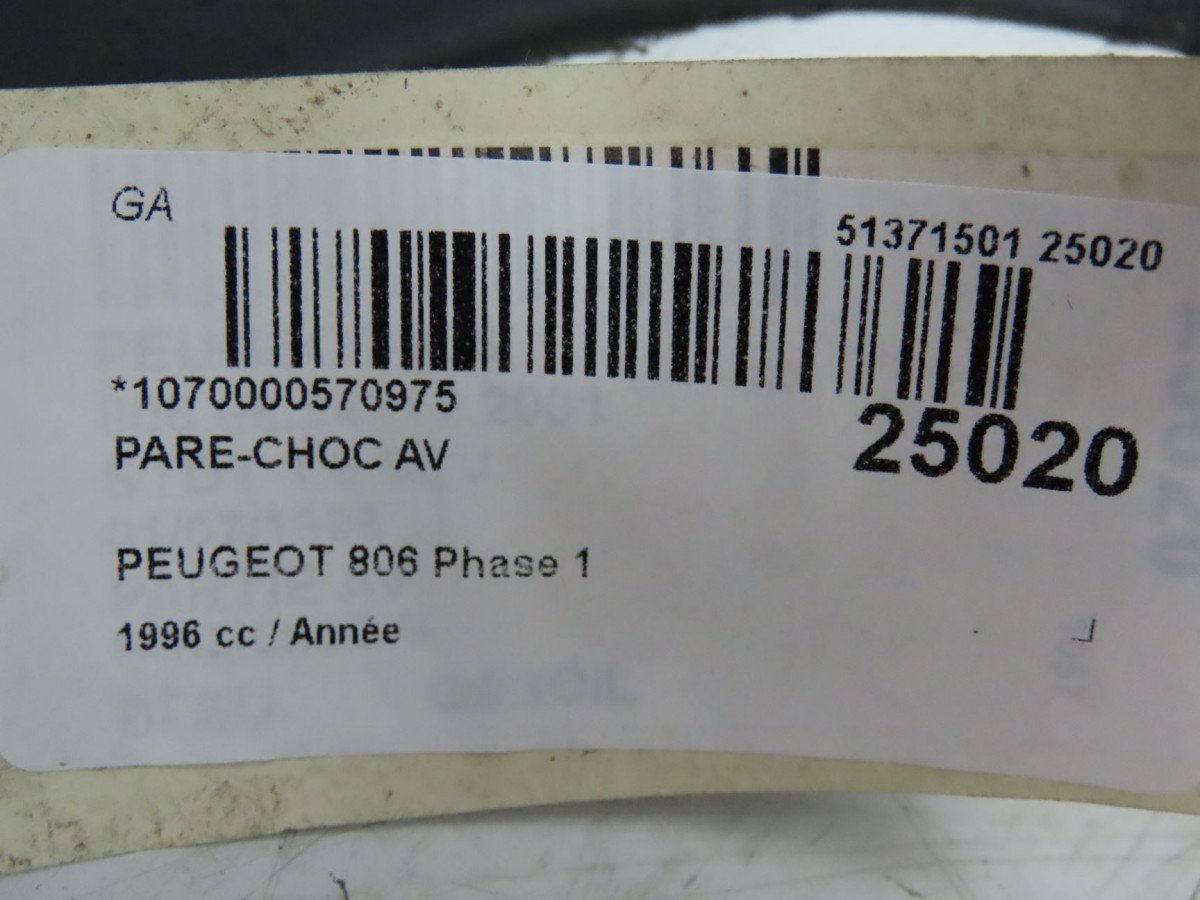 GA
51371501 25020
*1070000570975
25020
PARE-CHOC AV
PEUGEOT 806 Phase 1
1996 cc / Année